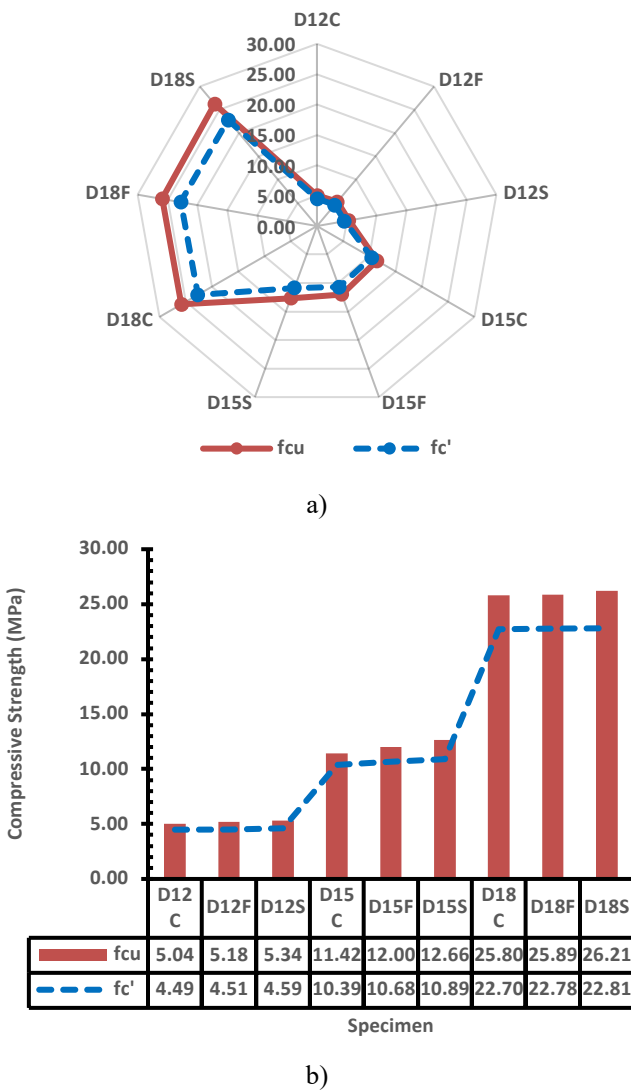 D12C
D12F
D12S
D15C
D15F
D15S
D18C
D18F
D18S
30.00
25.00
20.00
15.00
10.00
5.00
0.00
fcu fc'
a)
Compressive Strength (MPa)
30.00
25.00
20.00
15.00
10.00
5.00
0.00
D12 C D12F D12S D15 C D15F D15S D18 C D18F D18S
fcu 5.04 5.18 5.34 11.42 12.00 12.66 25.80 25.89 26.21
fc' 4.49 4.51 4.59 10.39 10.68 10.89 22.70 22.78 22.81
Specimen
b)